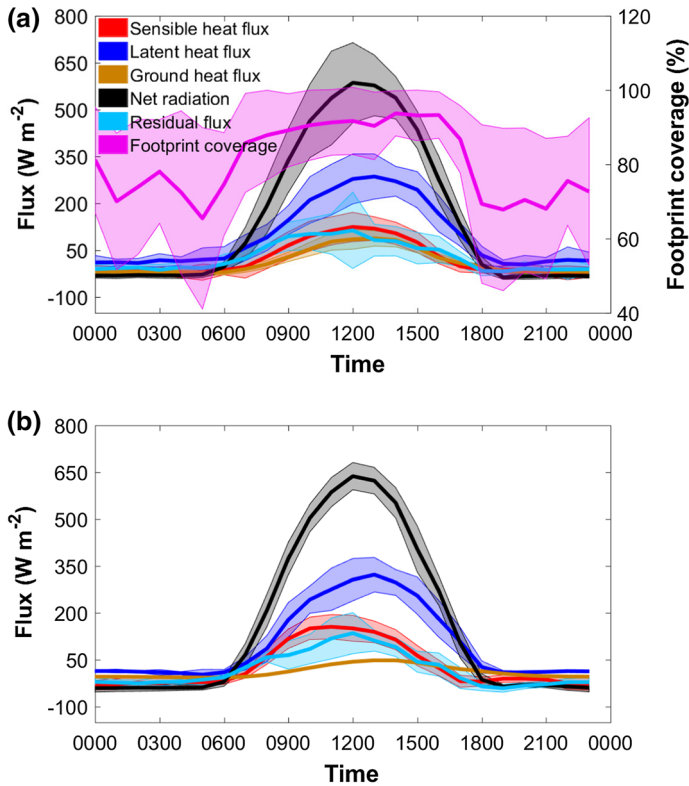 (a)
800
650
500
350
200
50
-100
Flux (W m-2)
Sensible heat flux
Latent heat flux
Ground heat flux
Net radiation
Residual flux
Footprint coverage
120
100
80
60
40
Footprint coverage (%)
0000 0300 0600 0900 1200 1500 1800 2100 0000
Time
(b)
800
650
500
350
200
50
-100
Flux (W m-2)
0000 0300 0600 0900 1200 1500 1800 2100 0000
Time